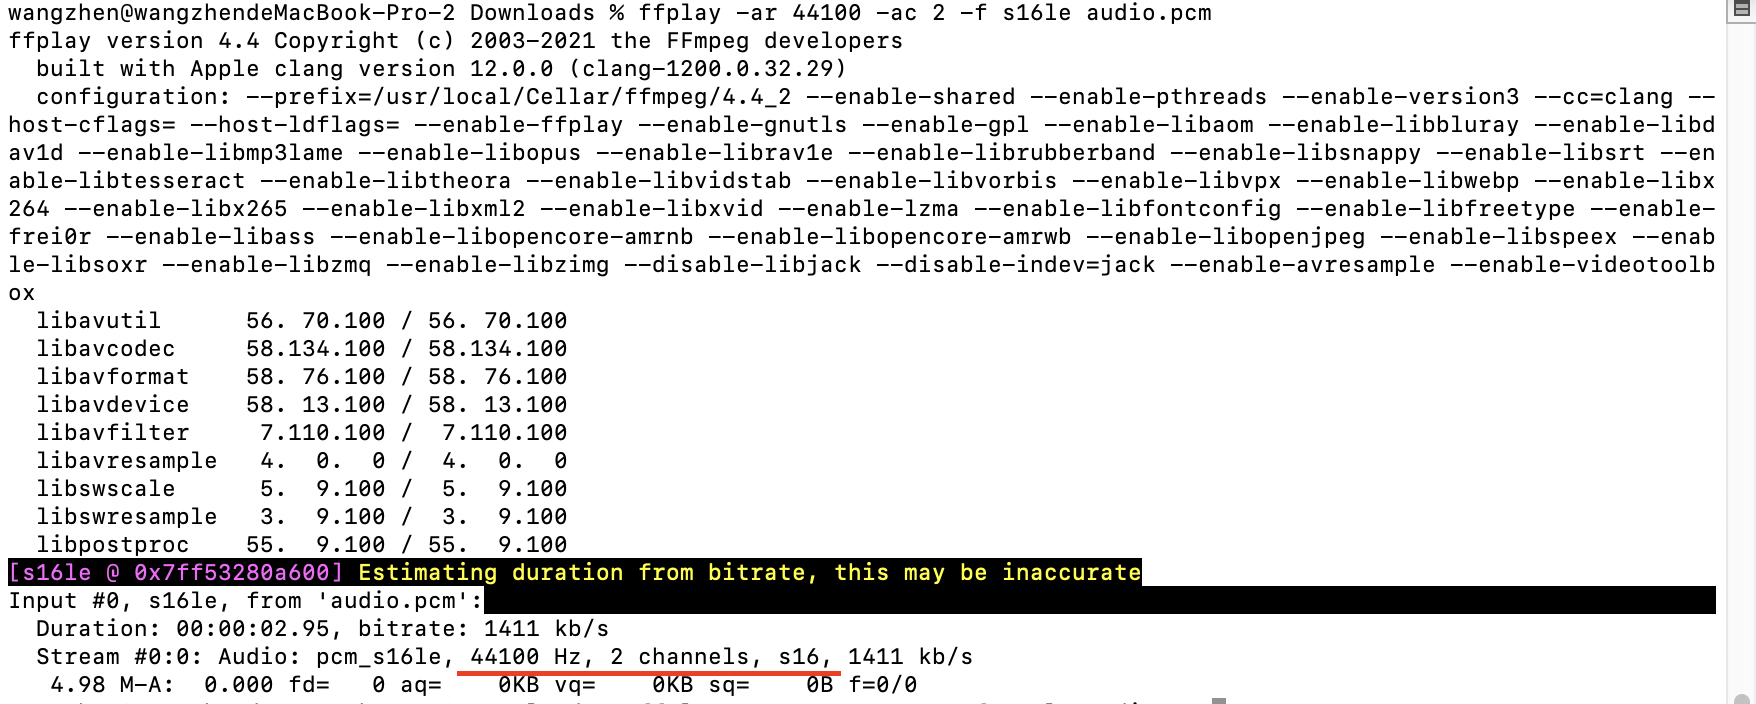 wangzhen@wangzhendeMacBook-Pro-2 Downloads % ffplay -ar 44100 -ac 2 -f s16le audio.pcm
ffplay version 4.4 Copyright (c) 2003-2021 the FFmpeg developers
  built with Apple clang version 12.0.0 (clang-1200.0.32.29)
  configuration: --prefix=/usr/local/Cellar/ffmpeg/4.4_2 --enable-shared --enable-pthreads --enable-version3 --cc=clang --
host-cflags= --host-ldflags= --enable-ffplay --enable-gnutls --enable-gpl --enable-libaom --enable-libbluray --enable-libd
av1d --enable-libmp3lame --enable-libopus --enable-librav1e --enable-librubberband --enable-libsnappy --enable-libsrt --en
able-libtesseract --enable-libtheora --enable-libvidstab --enable-libvorbis --enable-libvpx --enable-libwebp --enable-libx
264 --enable-libx265 --enable-libxml2 --enable-libxvid --enable-lzma --enable-libfontconfig --enable-libfreetype --enable-
frei0r --enable-libass --enable-libopencore-amrnb --enable-libopencore-amrwb --enable-libopenjpeg --enable-libspeex --enab
le-libsoxr --enable-libzmq --enable-libzimg --disable-libjack --disable-indev=jack --enable-avresample --enable-videotoolb
ox
  libavutil      56. 70.100 / 56. 70.100
  libavcodec     58.134.100 / 58.134.100
  libavformat    58. 76.100 / 58. 76.100
  libavdevice    58. 13.100 / 58. 13.100
  libavfilter     7.110.100 /  7.110.100
  libavresample   4.  0.  0 /  4.  0.  0
  libswscale      5.  9.100 /  5.  9.100
  libswresample   3.  9.100 /  3.  9.100
  libpostproc    55.  9.100 / 55.  9.100
[s16le @ 0x7ff53280a600] Estimating duration from bitrate, this may be inaccurate
Input #0, s16le, from 'audio.pcm':
  Duration: 00:00:02.95, bitrate: 1411 kb/s
  Stream #0:0: Audio: pcm_s16le, 44100 Hz, 2 channels, s16, 1411 kb/s
   4.98 M-A:  0.000 fd=   0 aq=    0KB vq=    0KB sq=    0B f=0/0